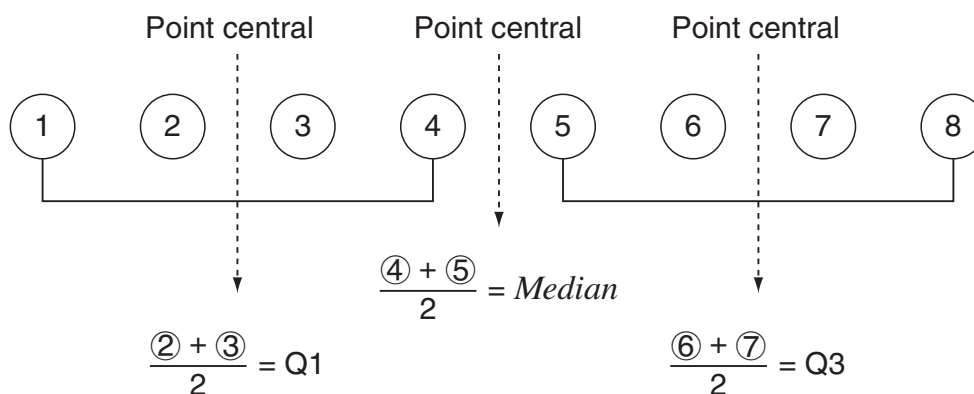 Point central Point central Point central
1 2 3 4 5 6 7 8
④ + ⑤
2
= Median
② + ③
2
= Q1
⑥ + ⑦
2
= Q3